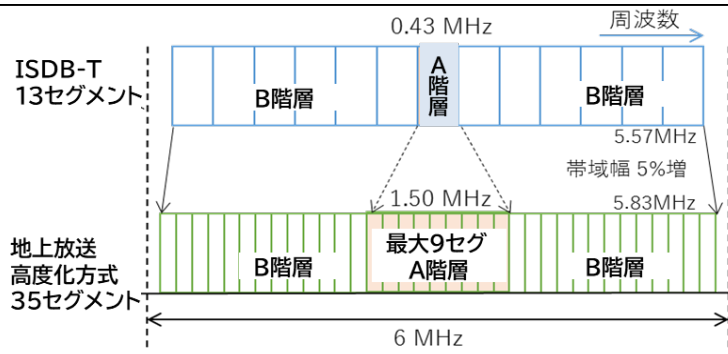 0.43 MHz
周波数
ISDB-T
13セグメント
B階層
A
階
層
B階層
5.57MHz
帯域幅 5%増
1.50 MHz
5.83MHz
地上放送
高度化方式
35セグメント
B階層
最大9セグ
A階層
B階層
6 MHz